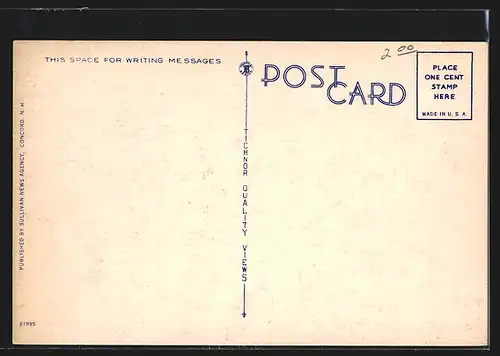 THIS SPACE FOR WRITING MESSAGES
POST
CARD
2 00
PLACE
ONE CENT
STAMP
HERE
MADE IN U.S.A.
TICHNOR QUALITY VIEWS
PUBLISHED BY SULLIVAN NEWS AGENCY, CONCORD, N. H.
61995